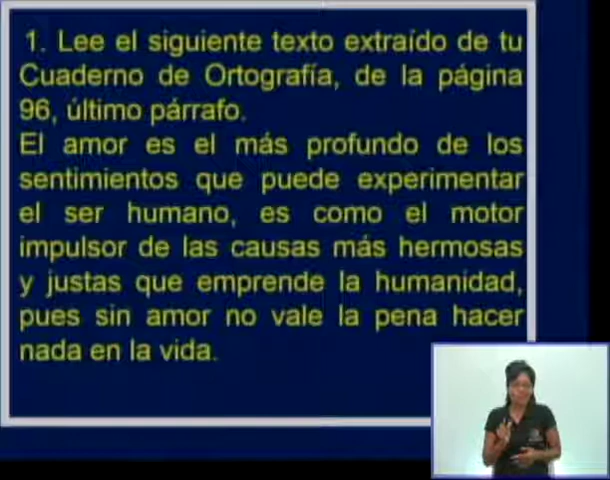 1. Lee el siguiente texto extraído de tu
Cuaderno de Ortografía, de la página
96, último párrafo.
El amor es el más profundo de los
sentimientos que puede experimentar
el ser humano, es como el motor
impulsor de las causas más hermosas
y justas que emprende la humanidad,
pues sin amor no vale la pena hacer
nada en la vida.